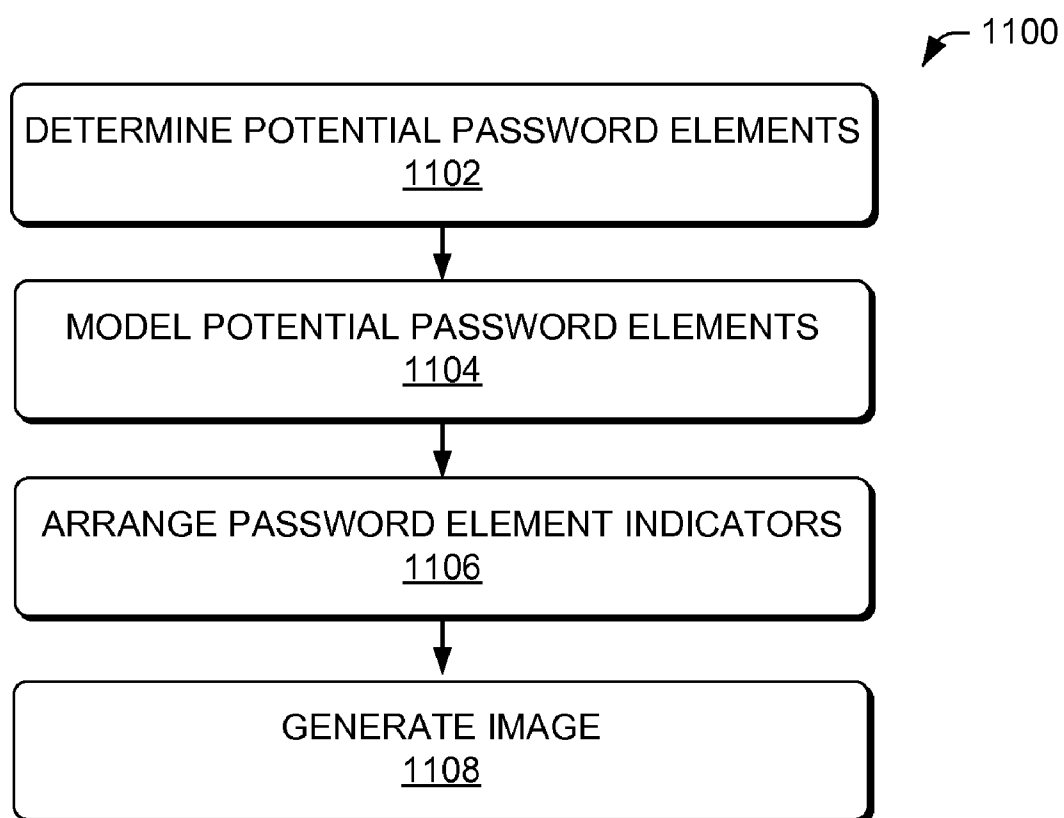 1100
DETERMINE POTENTIAL PASSWORD ELEMENTS
1102
MODEL POTENTIAL PASSWORD ELEMENTS
1104
ARRANGE PASSWORD ELEMENT INDICATORS
1106
GENERATE IMAGE
1108